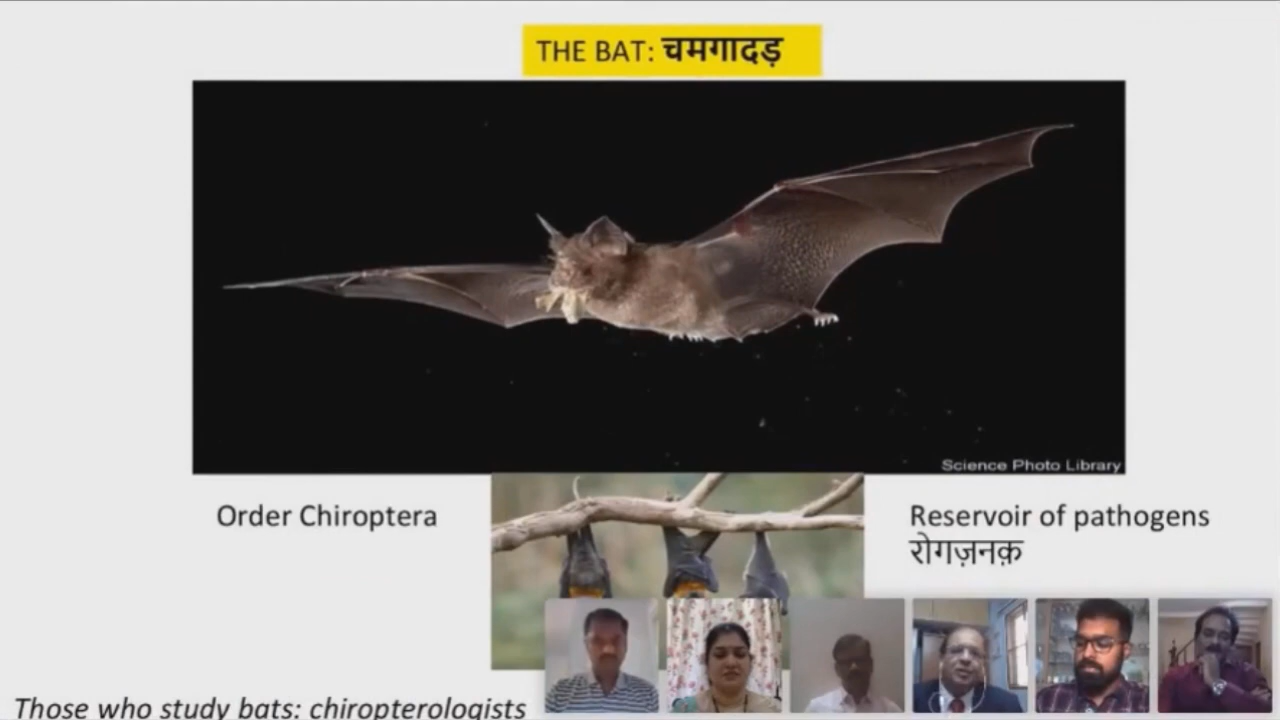 THE BAT: चमगादड़
Science Photo Library
Order Chiroptera
Reservoir of pathogens
रोगज़नक़
Those who study bats: chiropterologists